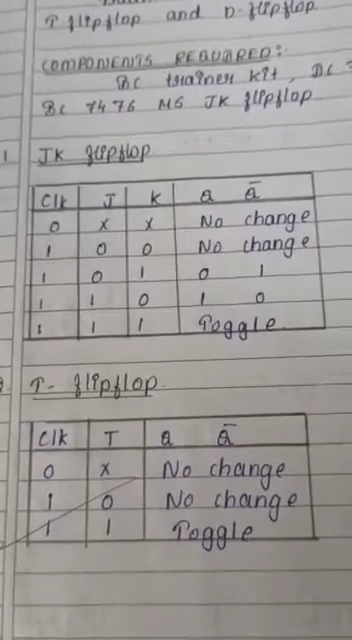 T flipflop and D-flipflop
COMPONENTS REQUIRED:-
trainer kit, DC
7476 MS JK flipflop
1 JK flipflop
Clk J K Q Q̄
0 x x No change
1 0 0 No change
1 0 1 0 1
1 1 0 1 0
1 1 1 Toggle
T- flipflop
Clk T Q Q̄
0 x No change
1 0 No change
1 1 Toggle